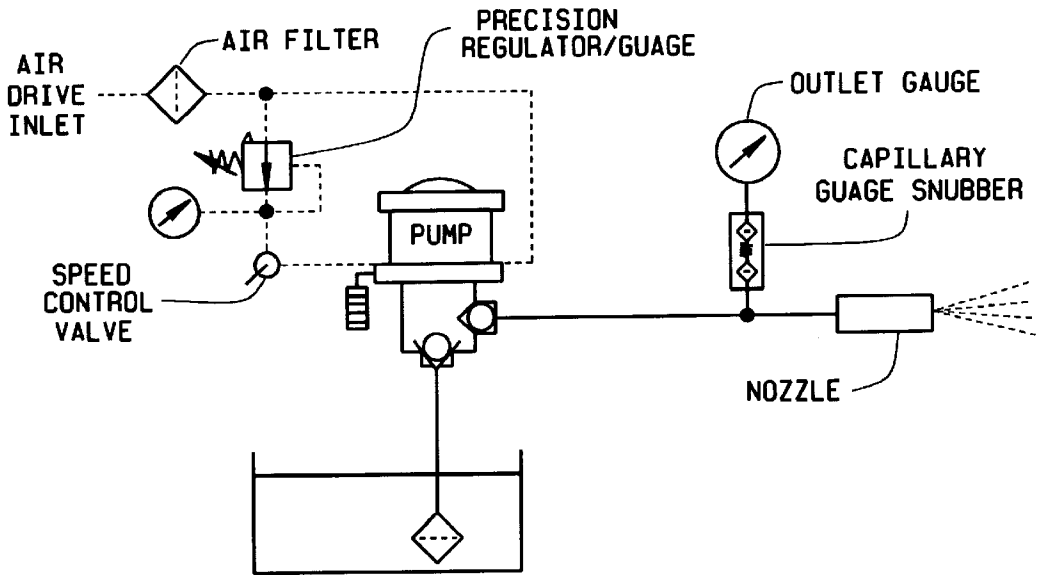 PRECISION
REGULATOR/GUAGE
AIR FILTER
AIR
DRIVE
INLET
OUTLET GAUGE
CAPILLARY
GUAGE SNUBBER
PUMP
SPEED
CONTROL
VALVE
NOZZLE